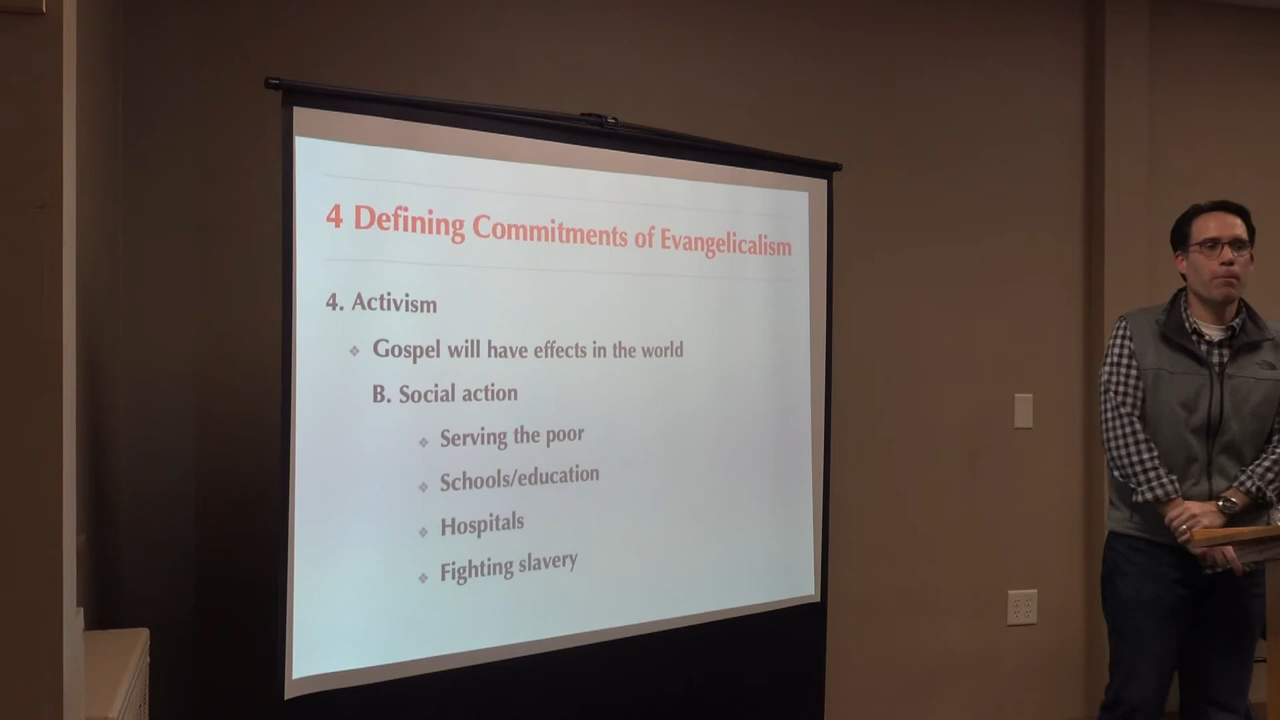 4 Defining Commitments of Evangelicalism
4. Activism
Gospel will have effects in the world
B. Social action
Serving the poor
Schools/education
Hospitals
Fighting slavery